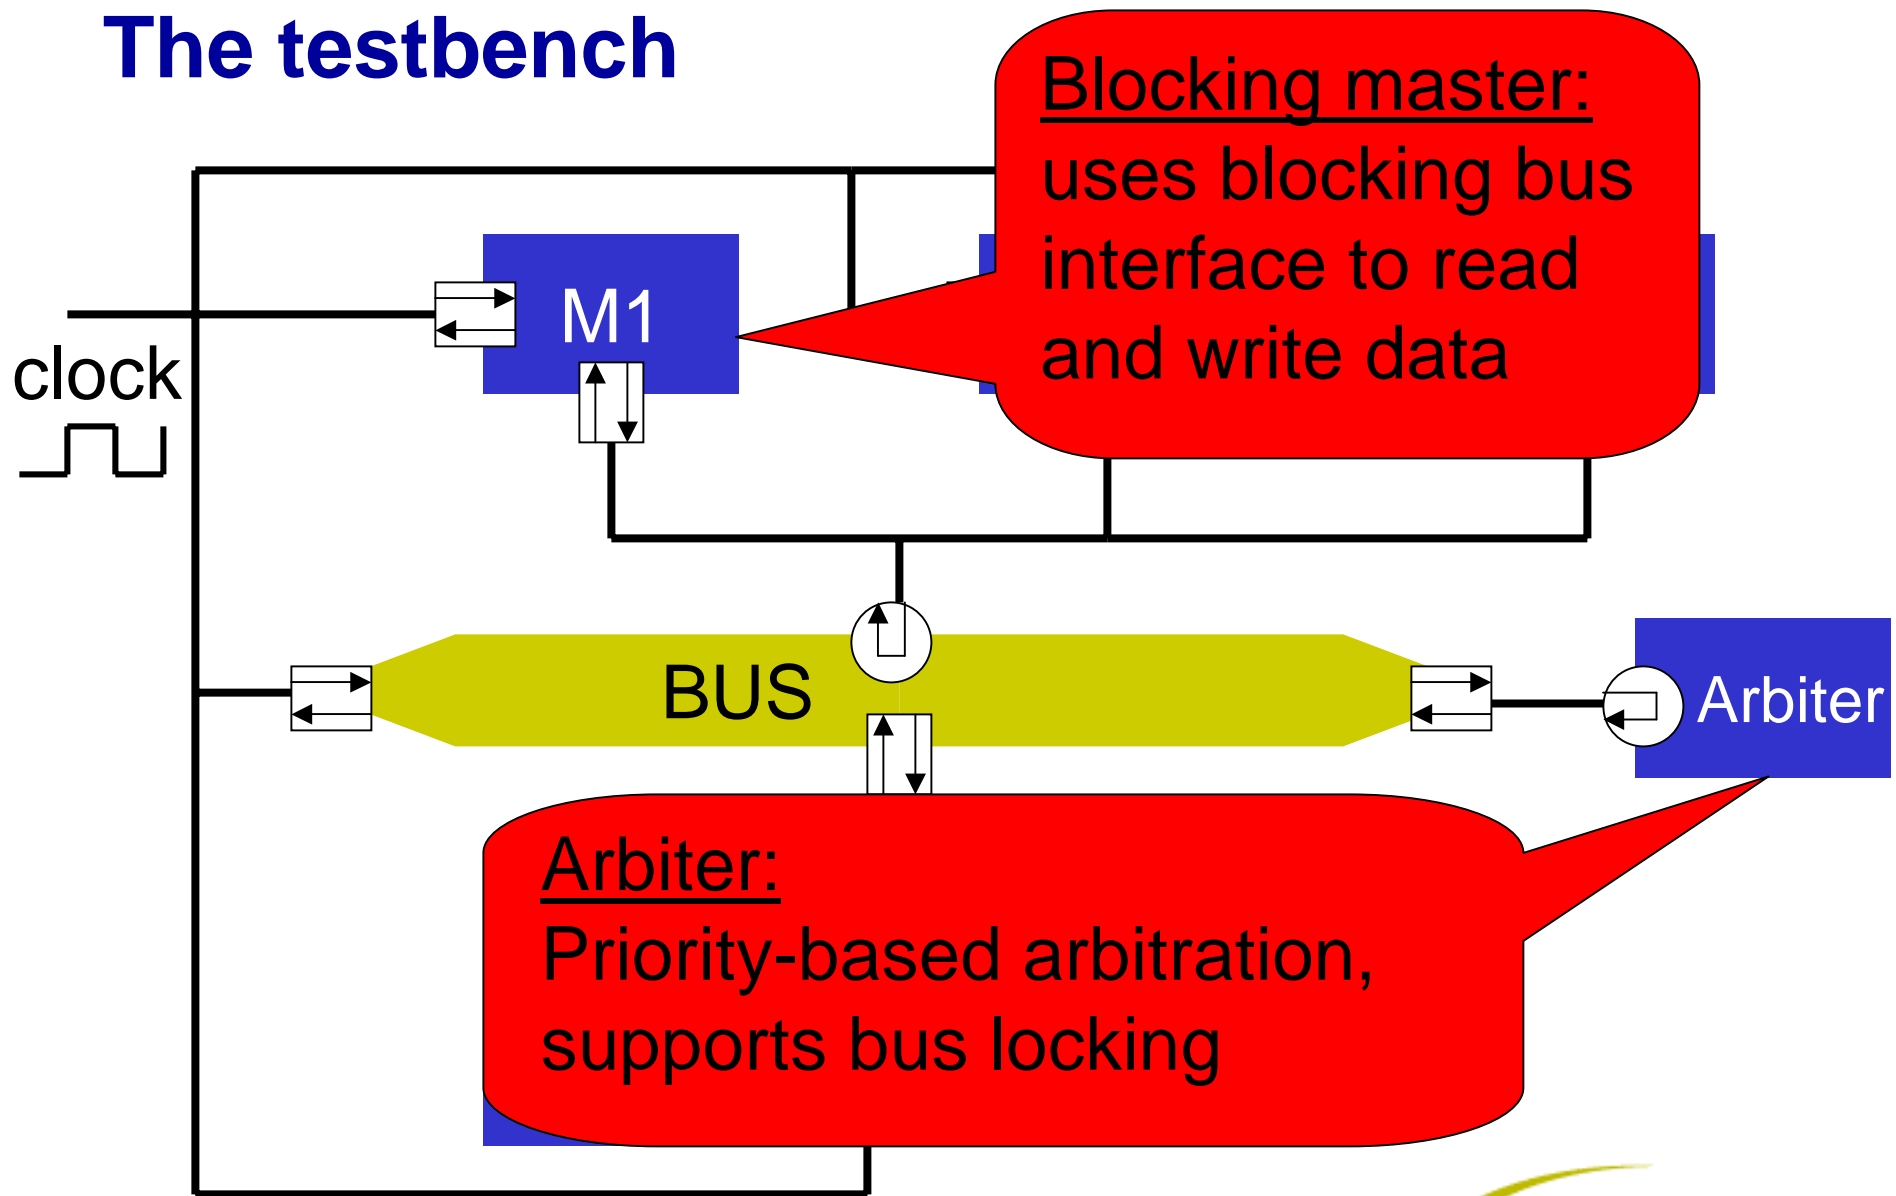 The testbench
Blocking master:
uses blocking bus
interface to read
and write data
M1
clock
BUS
Arbiter
Arbiter:
Priority-based arbitration,
supports bus locking